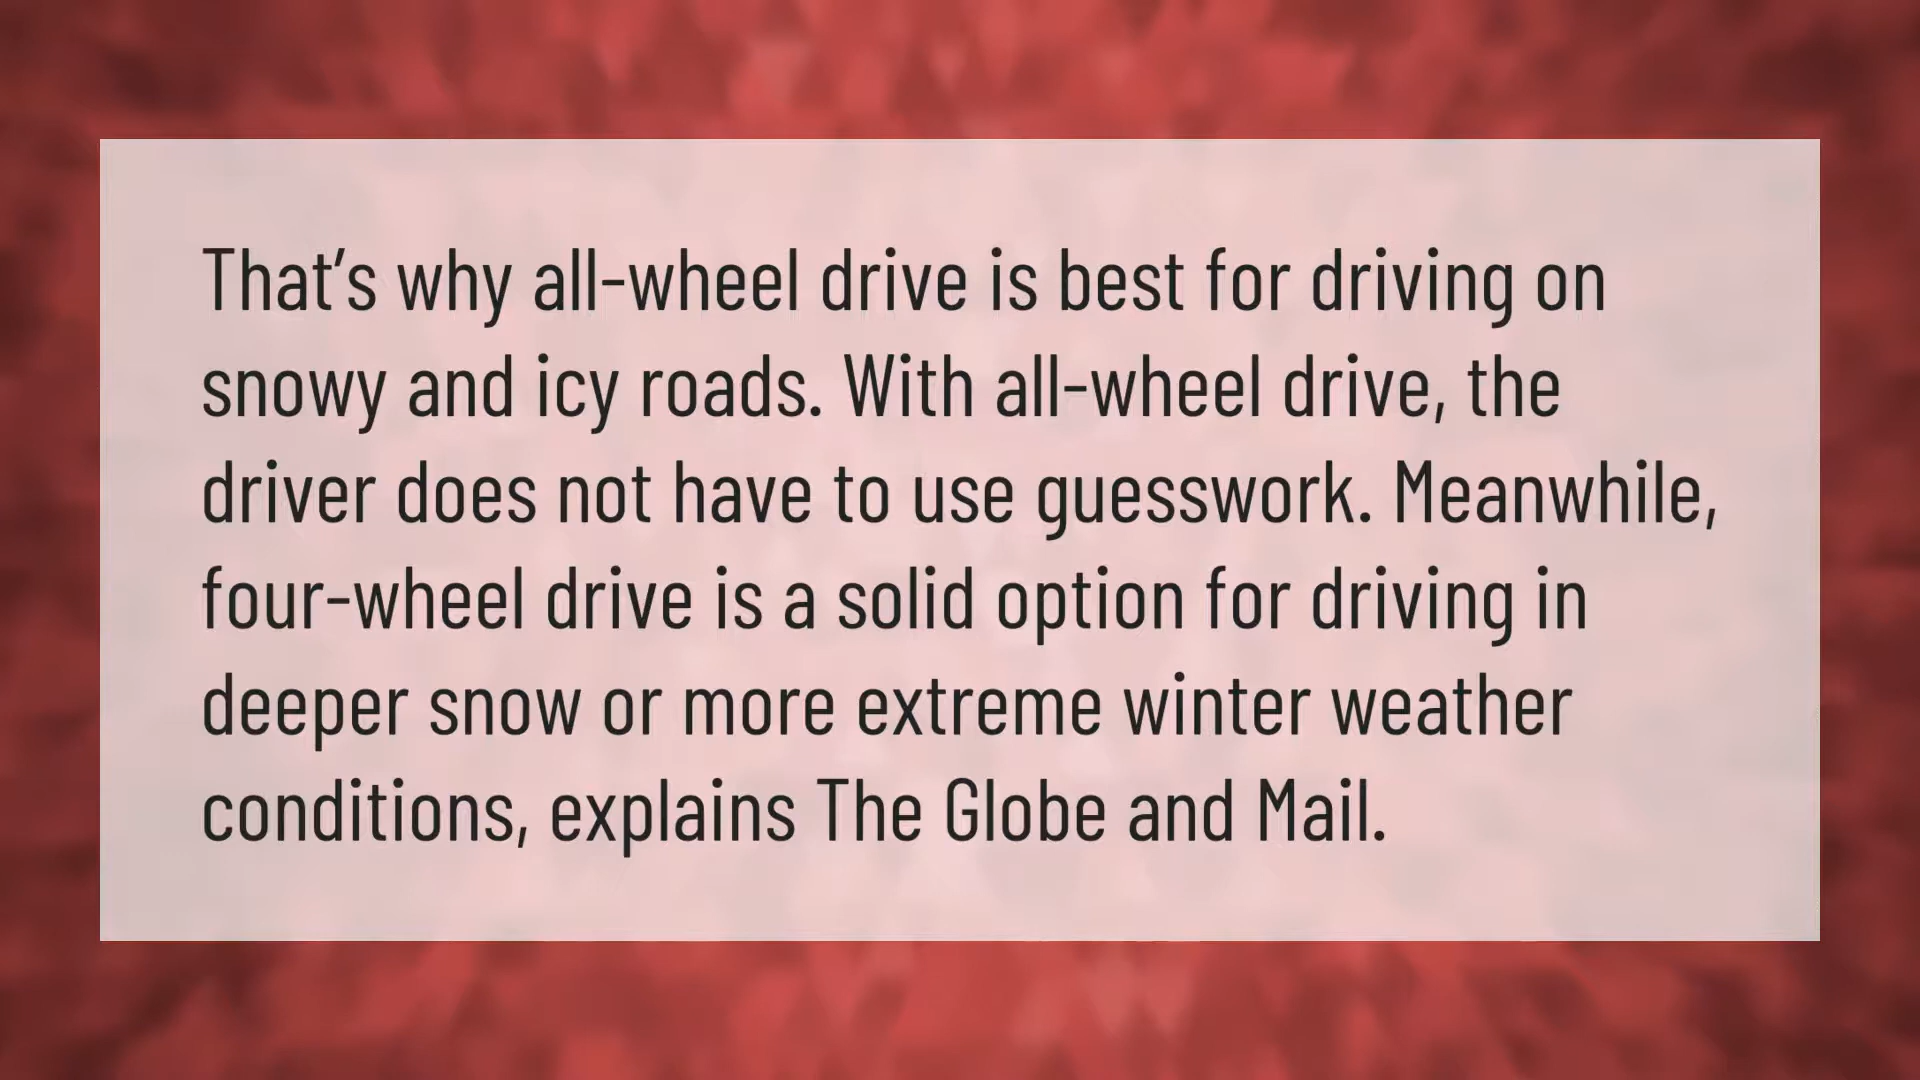 That’s why all-wheel drive is best for driving on
snowy and icy roads. With all-wheel drive, the
driver does not have to use guesswork. Meanwhile,
four-wheel drive is a solid option for driving in
deeper snow or more extreme winter weather
conditions, explains The Globe and Mail.